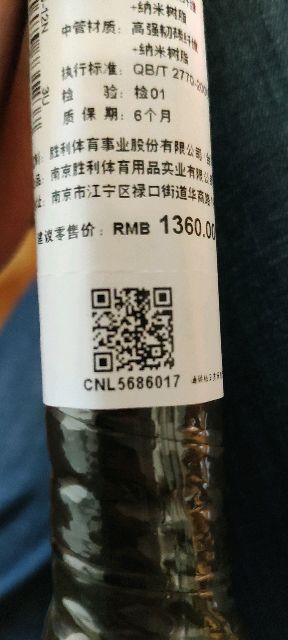 +纳米树脂
中管材质：高强韧碳纤维
+纳米树脂
执行标准：QB/T 2770-200
检 验：检01
质 保 期：6个月
胜利体育事业股份有限公司
南京胜利体育用品实业有限公
南京市江宁区禄口街道华商路
建议零售价：RMB 1360.00
3U
CNL5686017